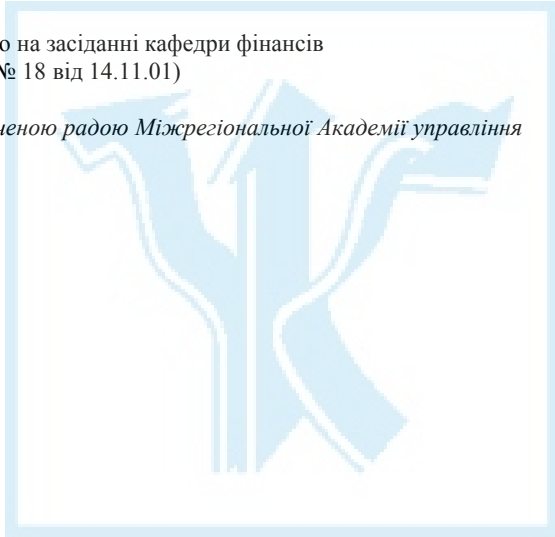 о на засіданні кафедри фінансів
№ 18 від 14.11.01)
ченою радою Міжрегіональної Академії управління